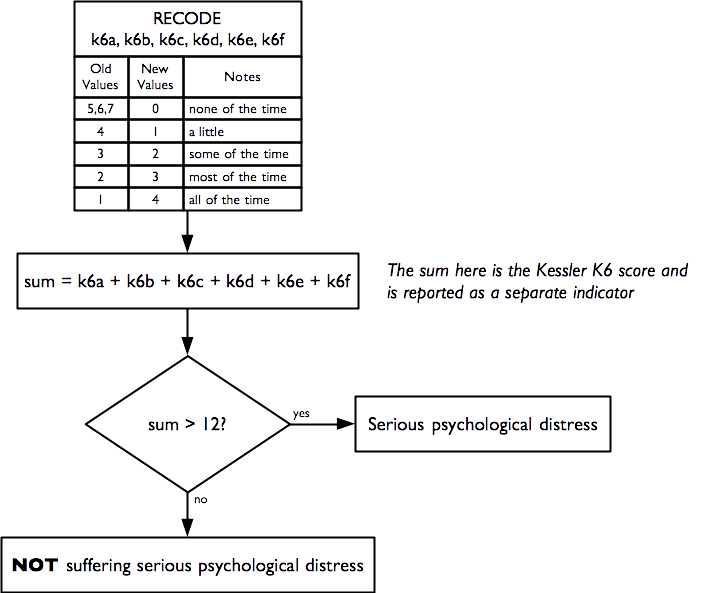 RECODE
k6a, k6b, k6c, k6d, k6e, k6f
Old Values New Values Notes
5,6,7 0 none of the time
4 1 a little
3 2 some of the time
2 3 most of the time
1 4 all of the time
sum = k6a + k6b + k6c + k6d + k6e + k6f
The sum here is the Kessler K6 score and
is reported as a separate indicator
sum > 12?
yes
Serious psychological distress
no
NOT suffering serious psychological distress